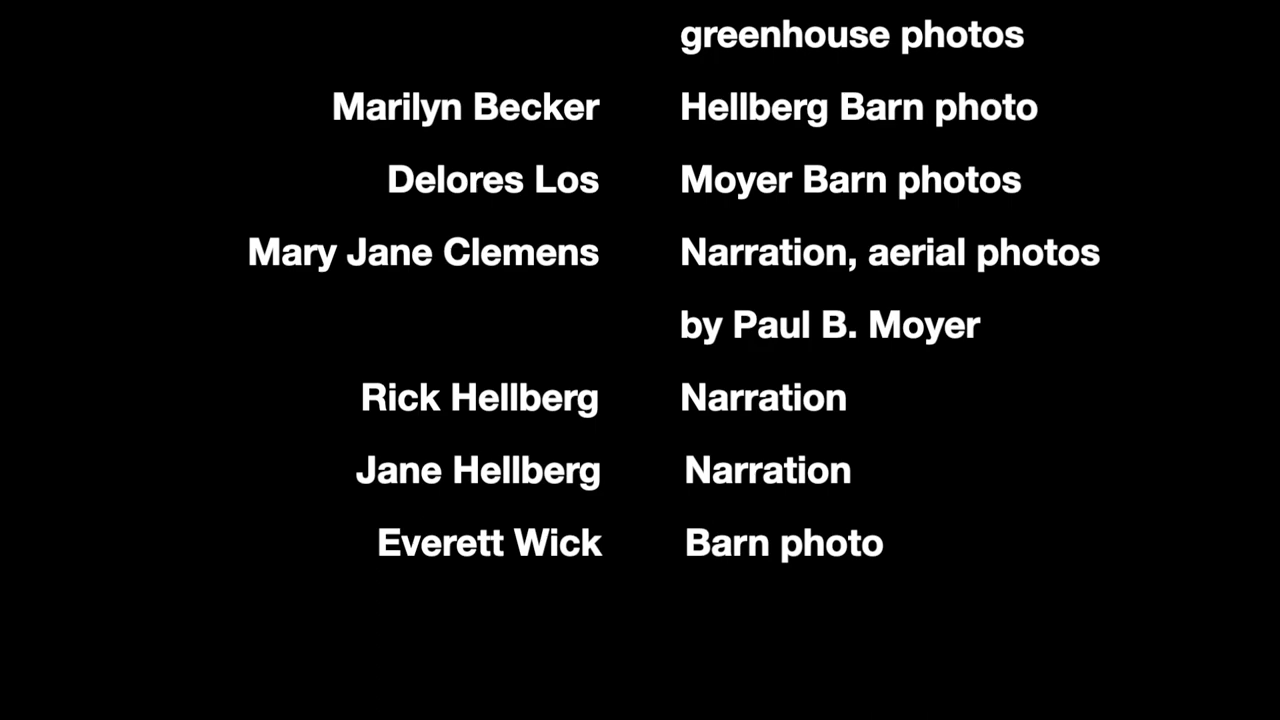 greenhouse photos
Marilyn Becker Hellberg Barn photo
Delores Los Moyer Barn photos
Mary Jane Clemens Narration, aerial photos
by Paul B. Moyer
Rick Hellberg Narration
Jane Hellberg Narration
Everett Wick Barn photo